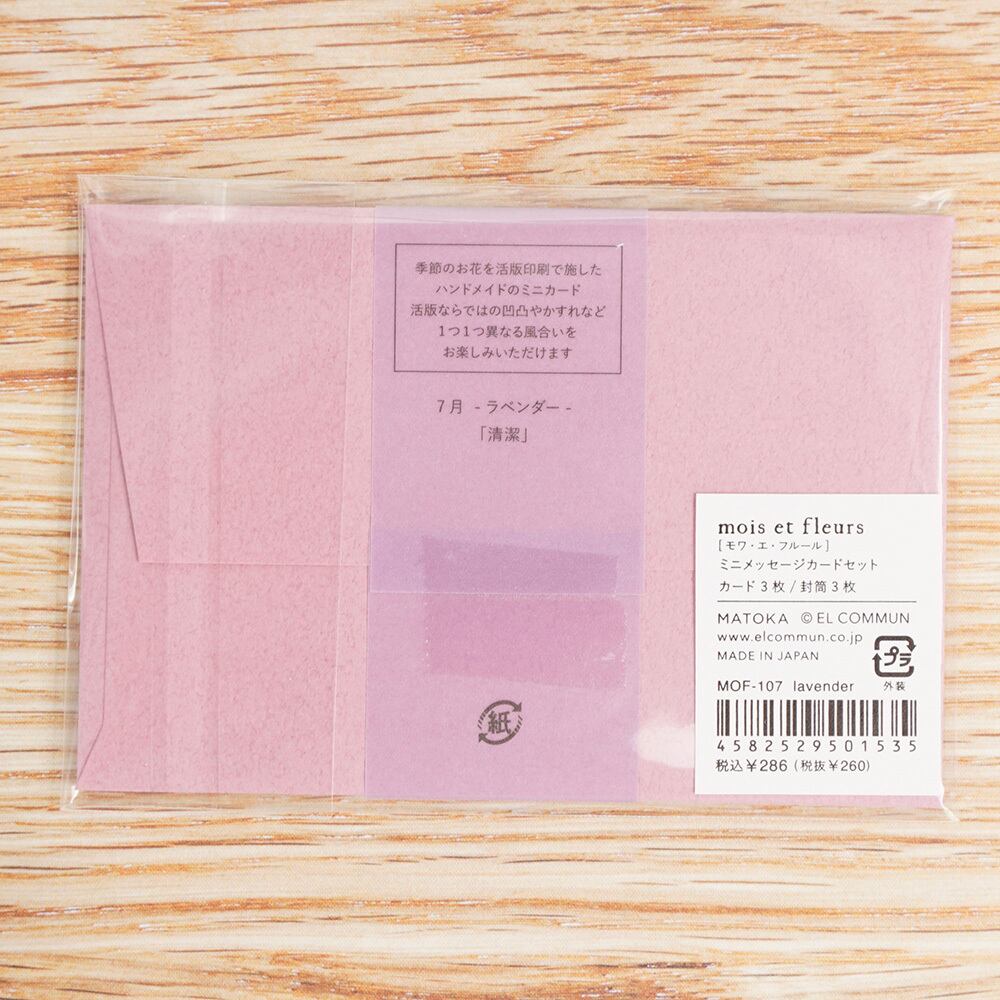 季節のお花を活版印刷で施した
ハンドメイドのミニカード
活版ならではの凹凸やかすれなど
1つ1つ異なる風合いを
お楽しみいただけます
7月 - ラベンダー -
「清潔」
紙
mois et fleurs
[モワ・エ・フルール]
ミニメッセージカードセット
カード3枚 / 封筒3枚
MATOKA © EL COMMUN
www.elcommun.co.jp
MADE IN JAPAN
プラ
外装
MOF-107 lavender
4582529501535
税込¥286 (税抜¥260)